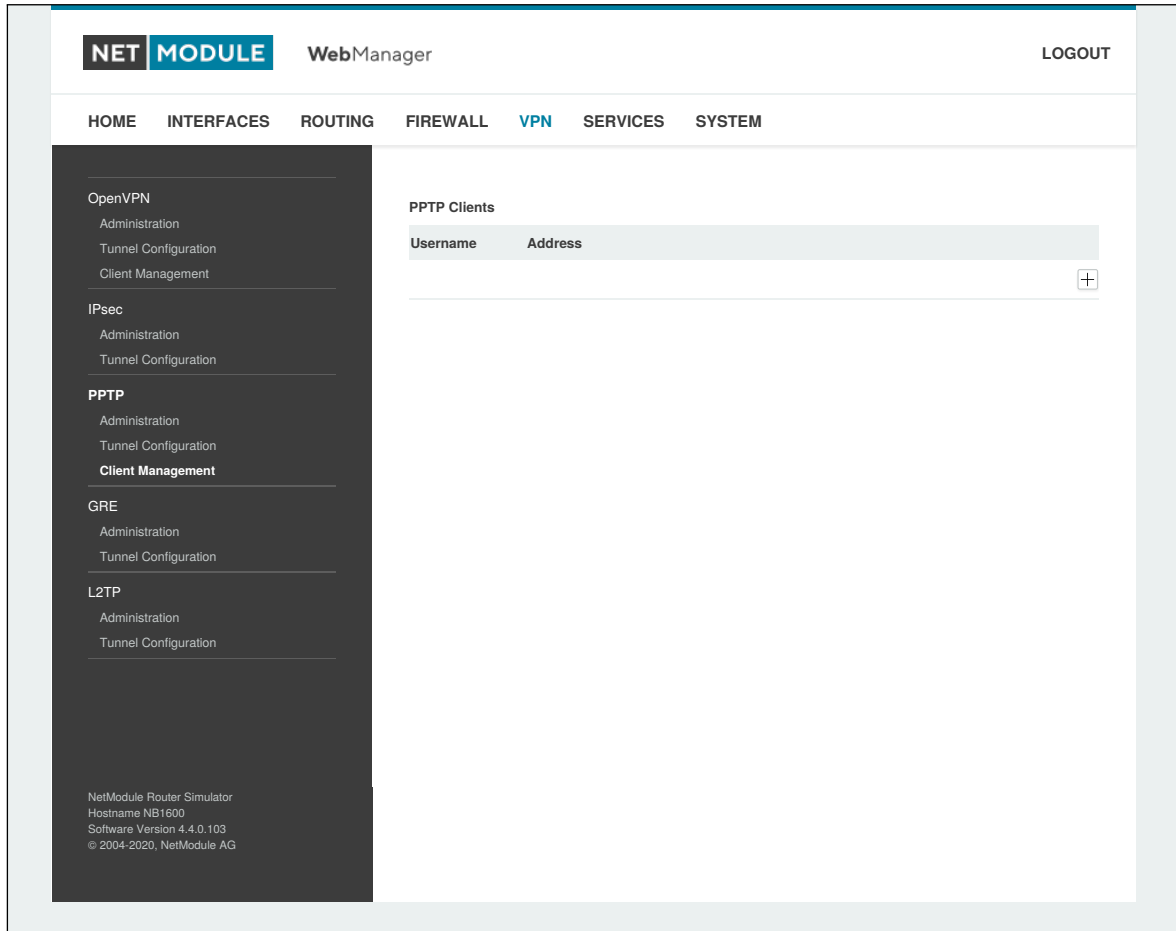 NET MODULE WebManager LOGOUT
HOME INTERFACES ROUTING FIREWALL VPN SERVICES SYSTEM
OpenVPN
Administration
Tunnel Configuration
Client Management
IPsec
Administration
Tunnel Configuration
PPTP
Administration
Tunnel Configuration
Client Management
GRE
Administration
Tunnel Configuration
L2TP
Administration
Tunnel Configuration
NetModule Router Simulator
Hostname NB1600
Software Version 4.4.0.103
© 2004-2020, NetModule AG
PPTP Clients
Username Address